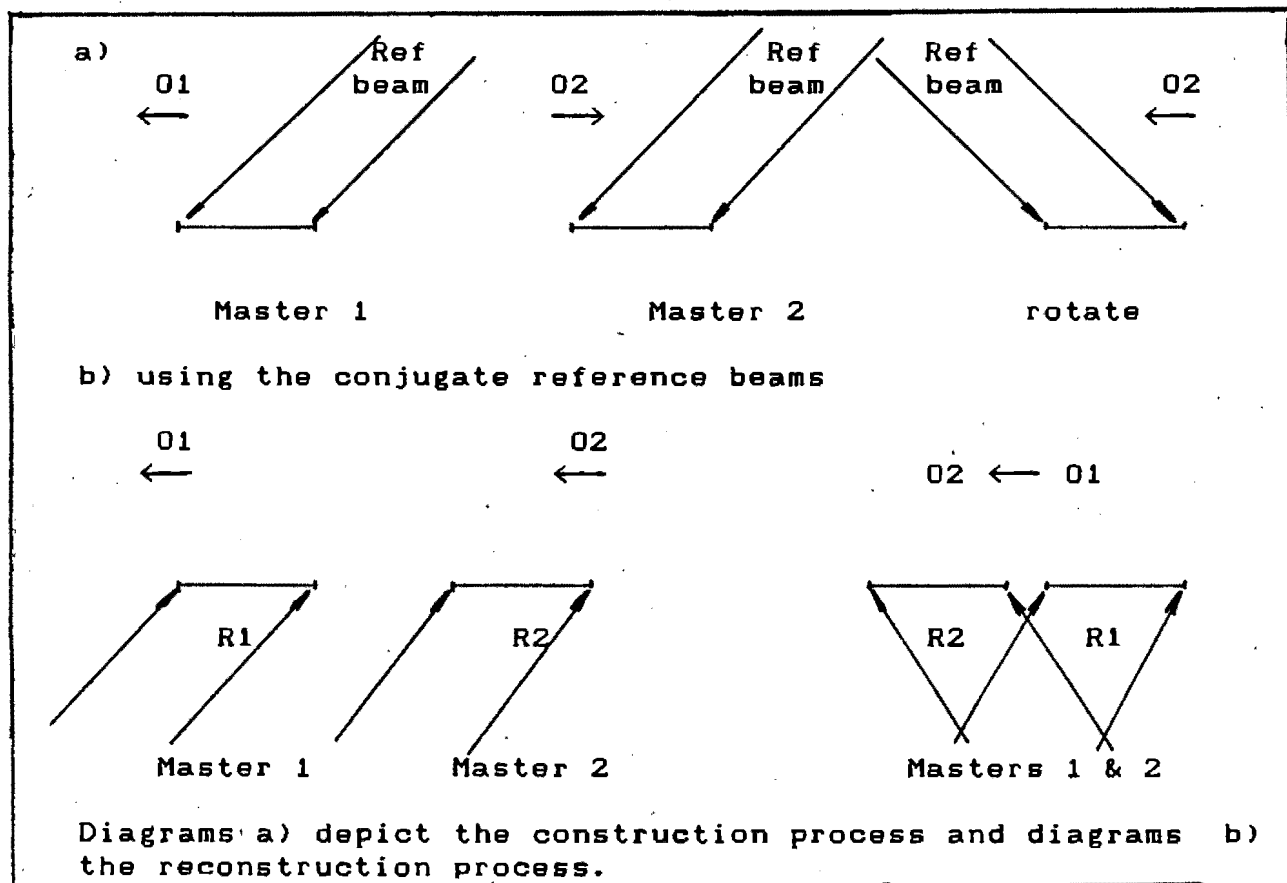 a)
Ref beam
Ref beam
Ref beam
O1
O2
O2
Master 1
Master 2
rotate
b) using the conjugate reference beams
O1
O2
O2
O1
R1
R2
R2
R1
Master 1
Master 2
Masters 1 & 2
Diagrams a) depict the construction process and diagrams b)
the reconstruction process.